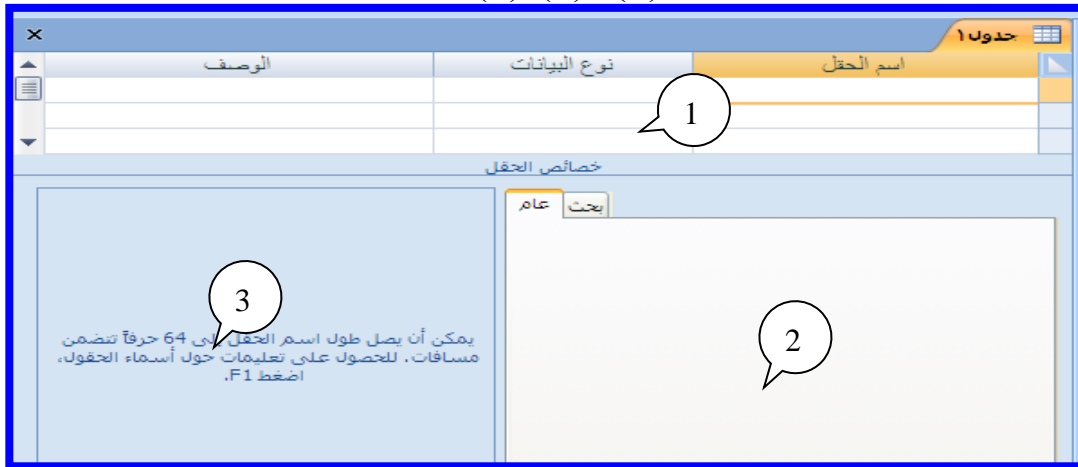 جدول١
اسم الحقل نوع البيانات الوصف
1
خصائص الحقل
عام بحث
2
3
يمكن أن يصل طول اسم الحقل إلى 64 حرفاً تتضمن
مسافات. للحصول على تعليمات حول أسماء الحقول،
اضغط F1.